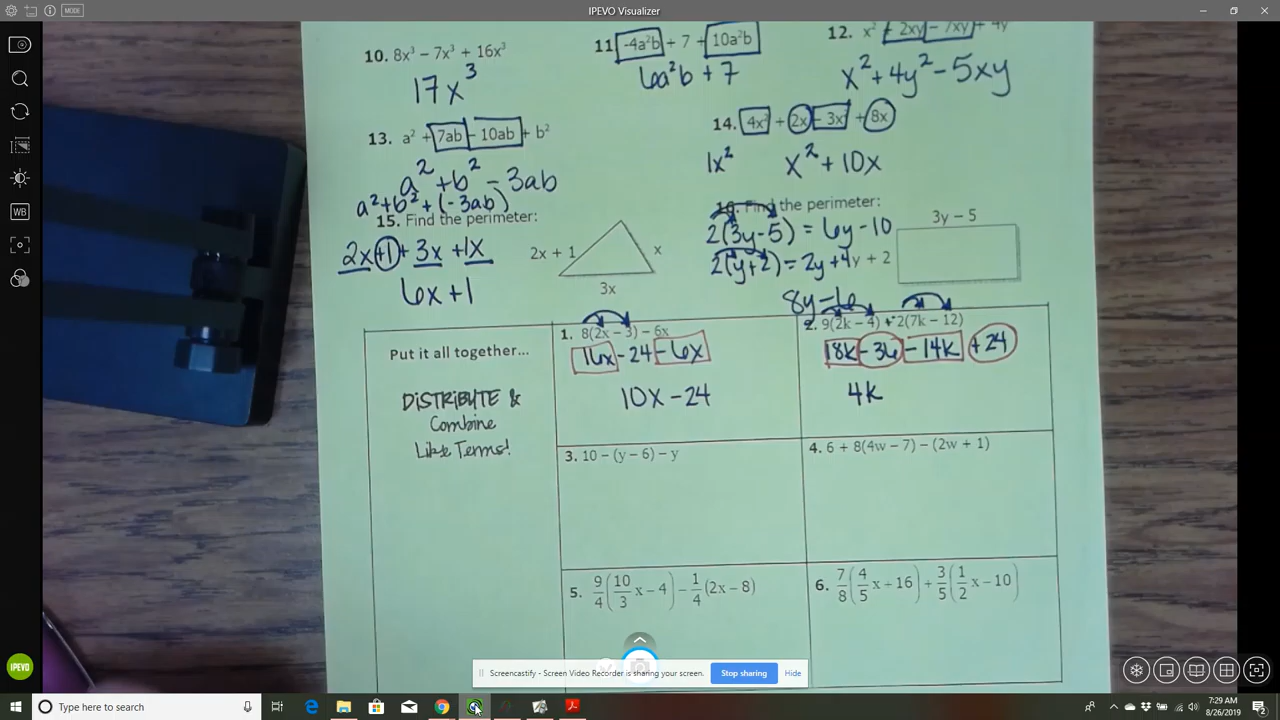 MODE
IPEVO Visualizer
10. 8x³ − 7x³ + 16x³
17x³
11. -4a²b + 7 + 10a²b
6a²b + 7
12. x² + 2xy − 7xy + 4y
x² + 4y² − 5xy
13. a² + 7ab − 10ab + b²
a² + b² − 3ab
a² + b² + (-3ab)
14. 4x² + 2x − 3x² + 8x
1x² x² + 10x
15. Find the perimeter:
2x + 1 + 3x + 1x
6x + 1
2x + 1
x
3x
Find the perimeter:
2(3y−5) = 6y −10
2(y+2) = 2y+4
y + 2
3y − 5
8y − 6
Put it all together...
DISTRIBUTE &
Combine
Like Terms!
1. 8(2x − 3) − 6x
16x − 24 − 6x
10x − 24
2. 9(2k − 4) + -2(7k − 12)
18k − 36 − 14k + 24
4k
3. 10 − (y − 6) − y
4. 6 + 8(4w − 7) − (2w + 1)
5. 9/4(10/3x − 4) − 1/4(2x − 8)
6. 7/8(4/5x + 16) + 3/5(1/2x − 10)
WB
IPEVO
Screencastify - Screen Video Recorder is sharing your screen.
Stop sharing
Hide
Type here to search
7:29 AM
8/26/2019
2